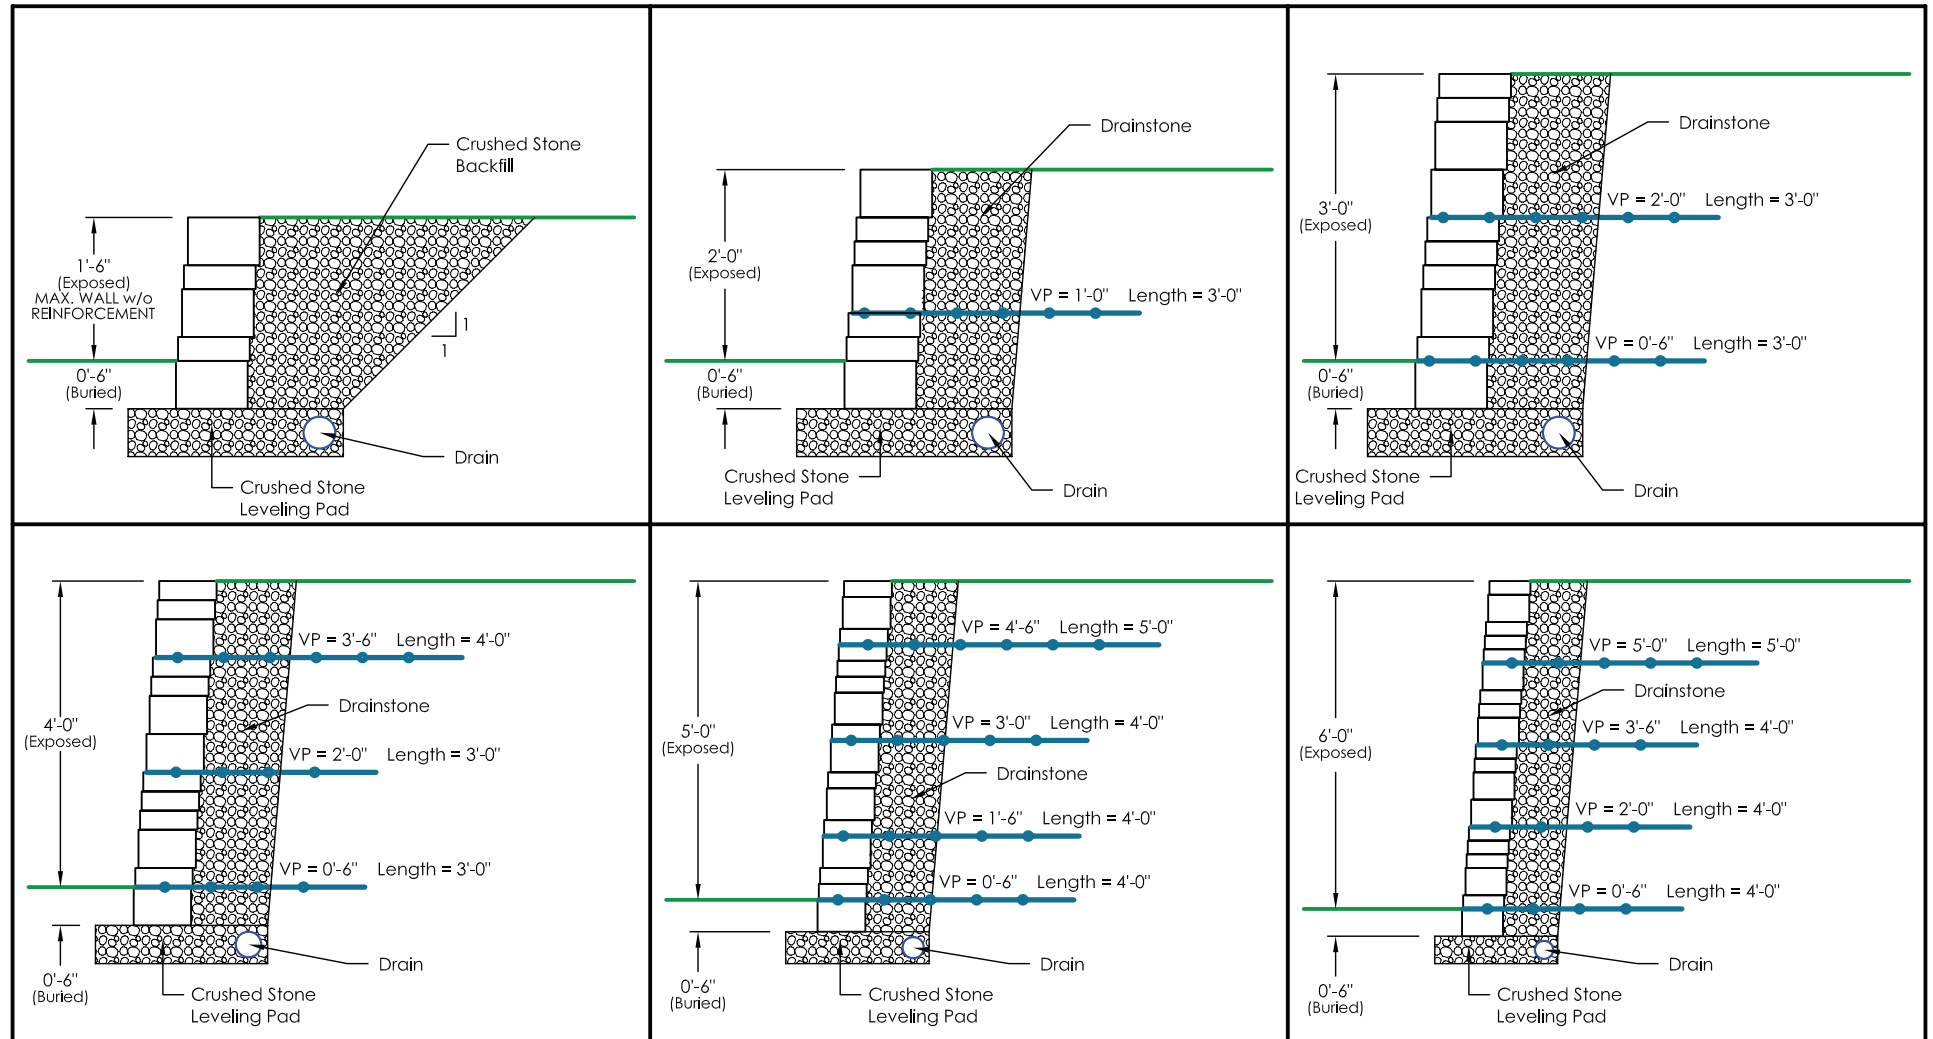 Crushed Stone
Backfill
1'-6"
(Exposed)
MAX. WALL w/o
REINFORCEMENT
1
1
0'-6"
(Buried)
Drain
Crushed Stone
Leveling Pad
Drainstone
2'-0"
(Exposed)
VP = 1'-0" Length = 3'-0"
0'-6"
(Buried)
Crushed Stone
Leveling Pad
Drain
Drainstone
3'-0"
(Exposed)
VP = 2'-0" Length = 3'-0"
VP = 0'-6" Length = 3'-0"
0'-6"
(Buried)
Crushed Stone
Leveling Pad
Drain
VP = 3'-6" Length = 4'-0"
Drainstone
4'-0"
(Exposed)
VP = 2'-0" Length = 3'-0"
VP = 0'-6" Length = 3'-0"
Drain
0'-6"
(Buried)
Crushed Stone
Leveling Pad
VP = 4'-6" Length = 5'-0"
5'-0"
(Exposed)
VP = 3'-0" Length = 4'-0"
Drainstone
VP = 1'-6" Length = 4'-0"
VP = 0'-6" Length = 4'-0"
Drain
0'-6"
(Buried)
Crushed Stone
Leveling Pad
VP = 5'-0" Length = 5'-0"
Drainstone
6'-0"
(Exposed)
VP = 3'-6" Length = 4'-0"
VP = 2'-0" Length = 4'-0"
VP = 0'-6" Length = 4'-0"
Drain
0'-6"
(Buried)
Crushed Stone
Leveling Pad